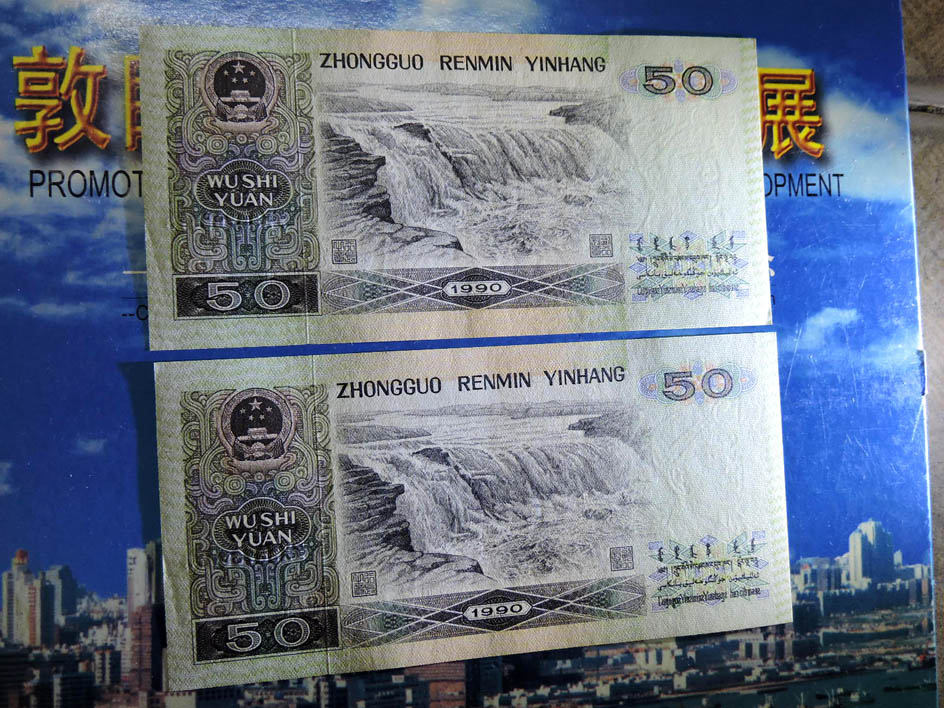 敦
展
PROMOT
OPMENT
ZHONGGUO RENMIN YINHANG
50
WU SHI
YUAN
50
1990
ZHONGGUO RENMIN YINHANG
50
WU SHI
YUAN
50
1990